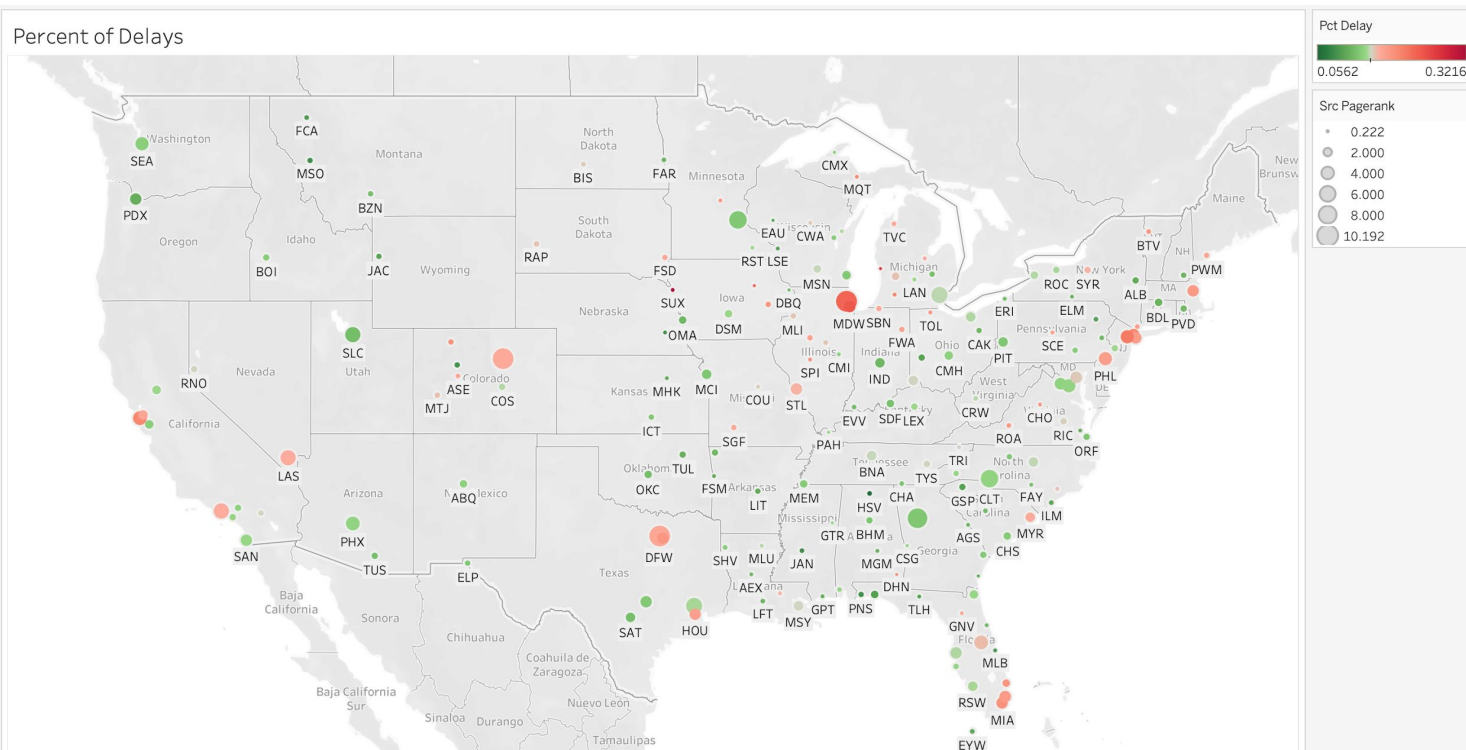 Percent of Delays
Pct Delay
0.0562
0.3216
Src Pagerank
0.222
2.000
4.000
6.000
8.000
10.192
FCA
North
Dakota
Washington
Montana
CMX
New
Brunsw
SEA
MSO
BIS
FAR
Minnesota
MQT
Maine
BZN
PDX
South
Dakota
EAU
CWA
TVC
BTV
NH
Oregon
Idaho
BOI
JAC
Wyoming
RAP
FSD
RST
LSE
Michigan
New York
PWM
MSN
LAN
ROC
SYR
ALB
MA
SUX
Iowa
DBQ
Nebraska
ERI
ELM
BDL
PVD
OMA
DSM
MLI
MDW
SBN
TOL
Pennsylvania
SLC
Utah
Nevada
Illinois
Indiana
FWA
Ohio
CAK
PIT
SCE
NJ
SPI
CMI
IND
CMH
MD
DE
PHL
RNO
ASE
Colorado
COS
MTJ
Kansas
MHK
MCI
COU
STL
West
Virginia
EVV
SDF
LEX
CRW
CHO
California
ICT
SGF
PAH
ROA
RIC
ORF
LAS
Oklahom
TUL
Tennessee
BNA
TYS
TRI
North
Carolina
Arizona
ABQ
OKC
FSM
Arkansas
LIT
MEM
HSV
CHA
GSP
CLT
FAY
ILM
Mississippi
MYR
SAN
PHX
TUS
ELP
DFW
GTR
BHM
AGS
CHS
Georgia
SHV
MLU
JAN
MGM
CSG
Texas
AEX
DHN
Baja
California
Sonora
LFT
MSY
GPT
PNS
TLH
SAT
HOU
GNV
Florida
Chihuahua
MLB
Coahuila de
Zaragoza
Baja California
Sur
Nuevo León
RSW
MIA
Sinaloa
Durango
Tamaulipas
EYW